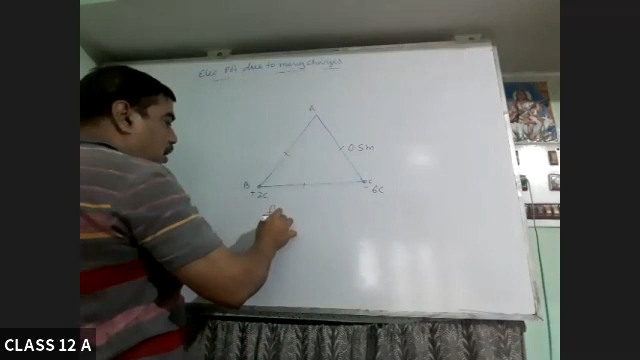 Elec. Pot. due to many charges
A
0.5m
B
+2C
-6C
CLASS 12 A